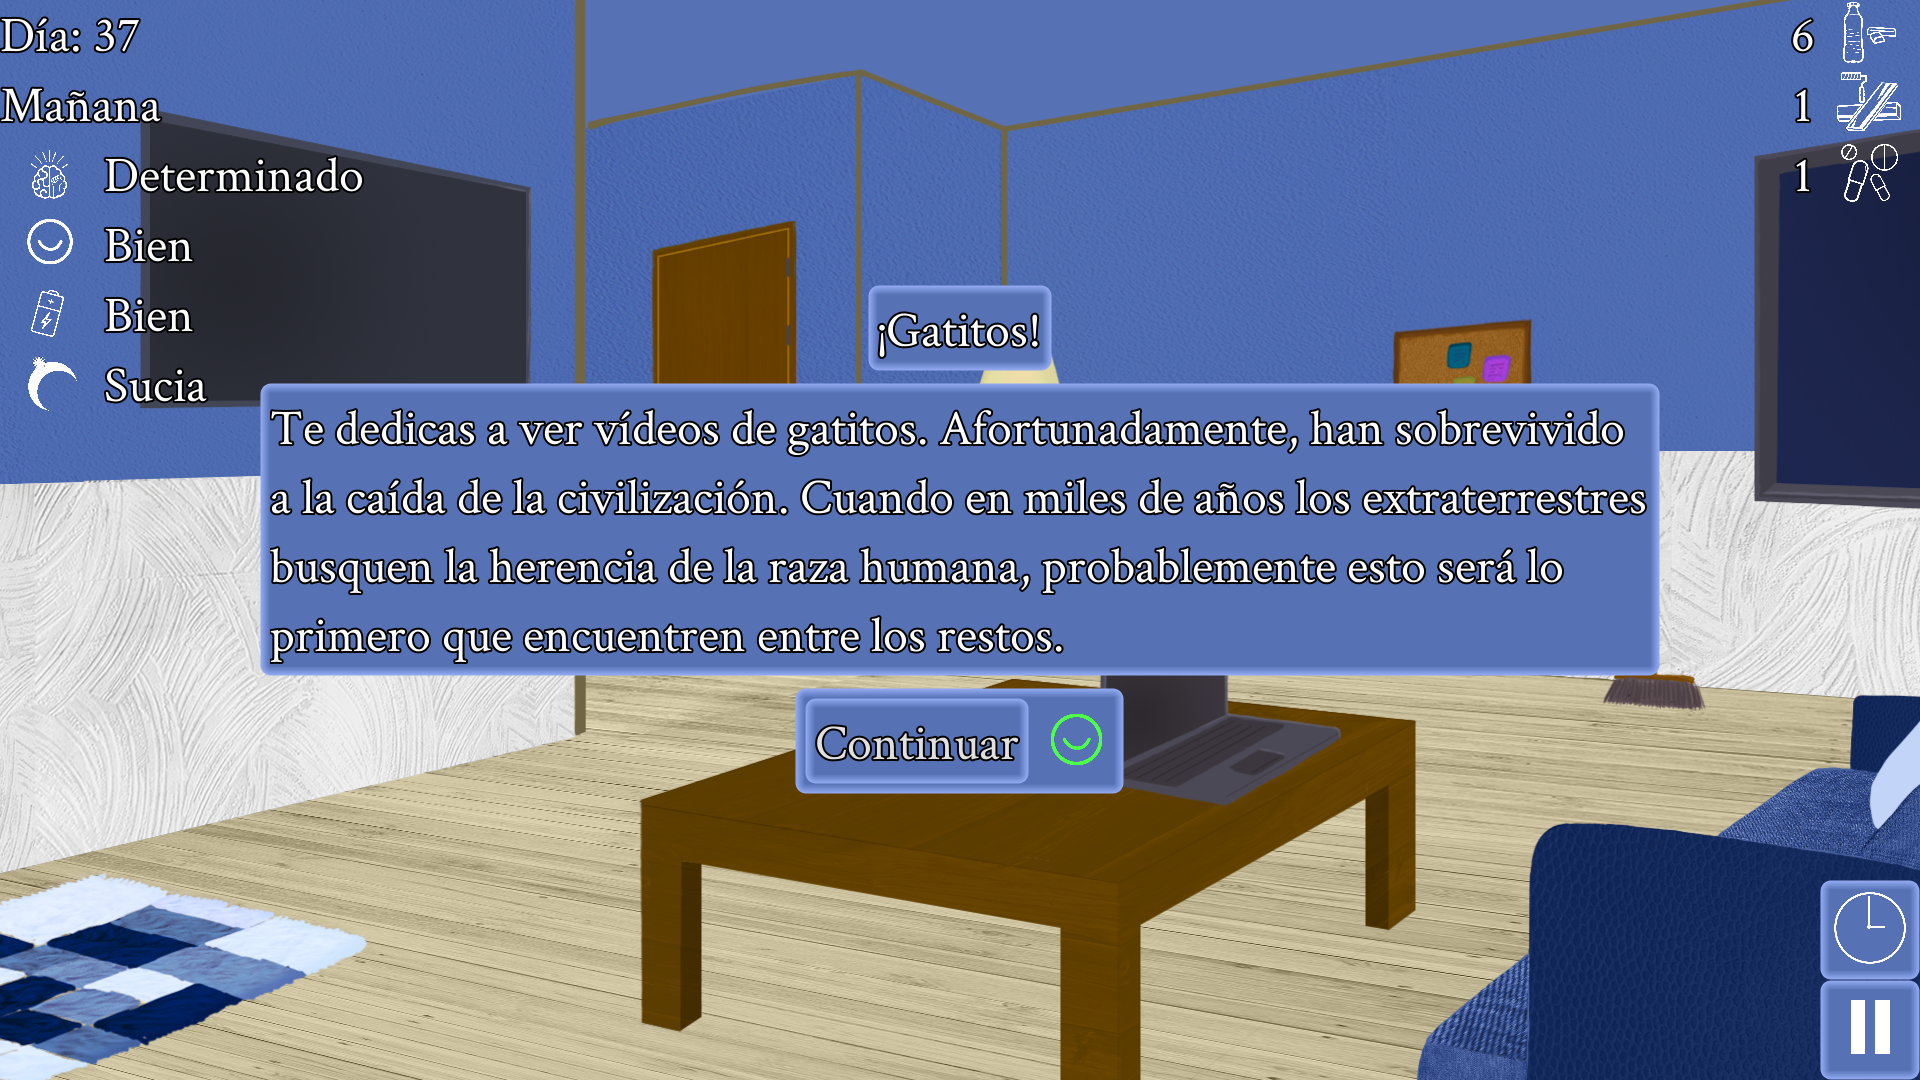 Día: 37
Mañana
Determinado
Bien
Bien
Sucia
6
1
1
¡Gatitos!
Te dedicas a ver vídeos de gatitos. Afortunadamente, han sobrevivido
a la caída de la civilización. Cuando en miles de años los extraterrestres
busquen la herencia de la raza humana, probablemente esto será lo
primero que encuentren entre los restos.
Continuar